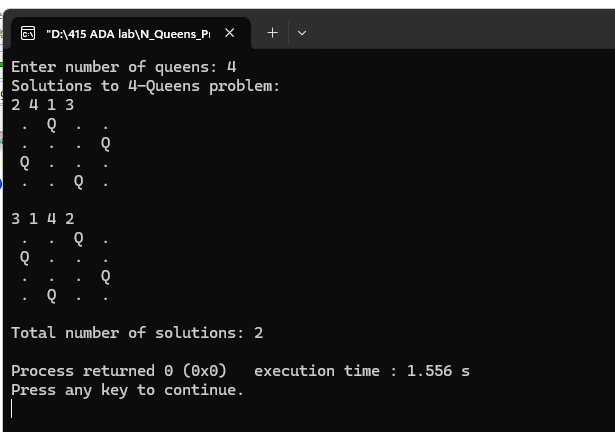 "D:\415 ADA lab\N_Queens_P
Enter number of queens: 4
Solutions to 4-Queens problem:
2 4 1 3
. Q . .
. . . Q
Q . . .
. . Q .
3 1 4 2
. . Q .
Q . . .
. . . Q
. Q . .
Total number of solutions: 2
Process returned 0 (0x0)   execution time : 1.556 s
Press any key to continue.